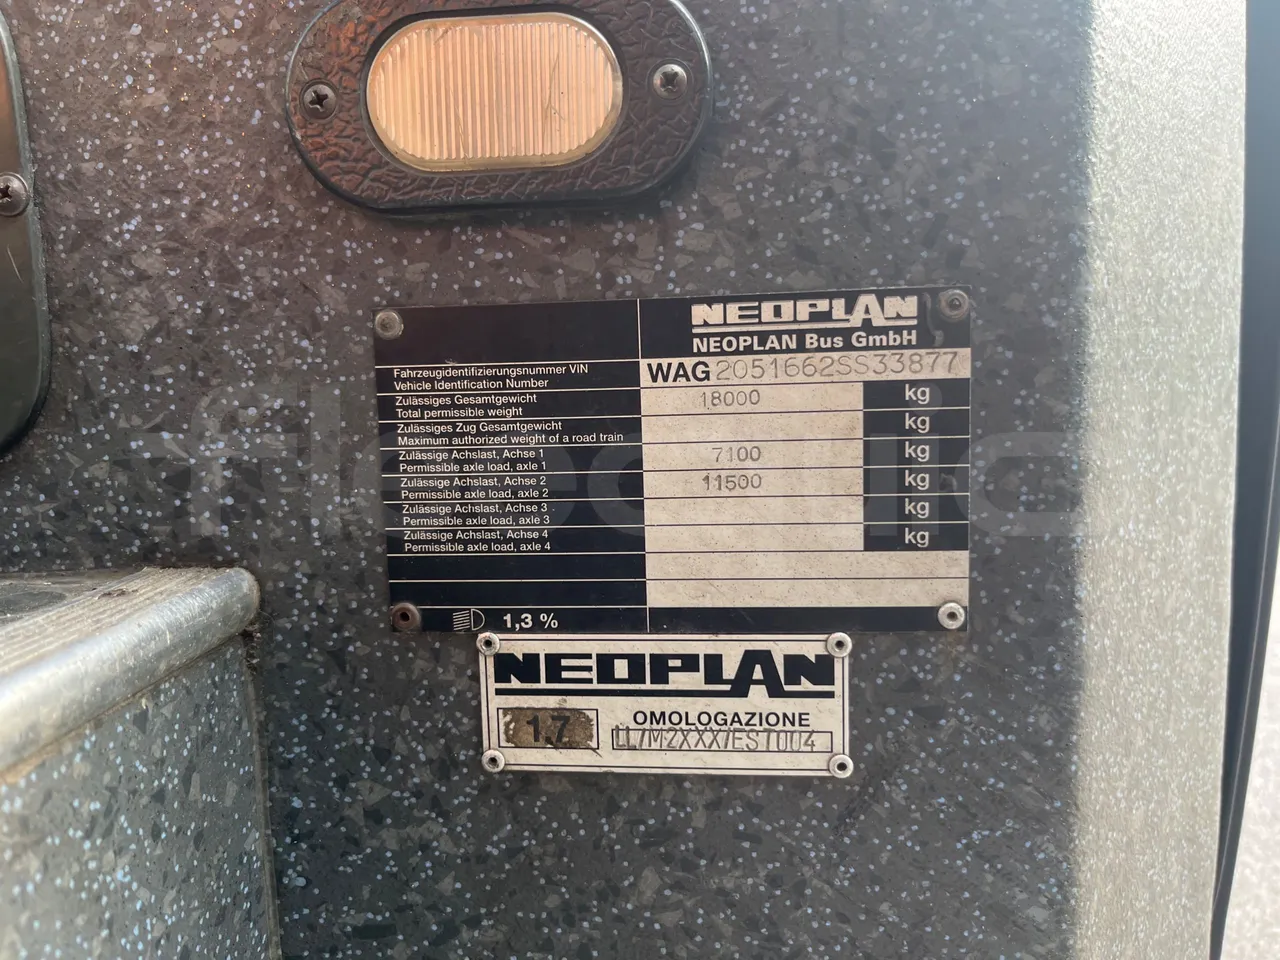 NEOPLAN
NEOPLAN Bus GmbH
Fahrzeugidentifizierungsnummer VIN
Vehicle Identification Number
WAG 2051662SS33877
Zulässiges Gesamtgewicht
Total permissible weight
18000 kg
Zulässiges Zug Gesamtgewicht
Maximum authorized weight of a road train
kg
Zulässige Achslast, Achse 1
Permissible axle load, axle 1
7100 kg
Zulässige Achslast, Achse 2
Permissible axle load, axle 2
11500 kg
Zulässige Achslast, Achse 3
Permissible axle load, axle 3
kg
Zulässige Achslast, Achse 4
Permissible axle load, axle 4
kg
1,3 %
NEOPLAN
1.7
OMOLOGAZIONE